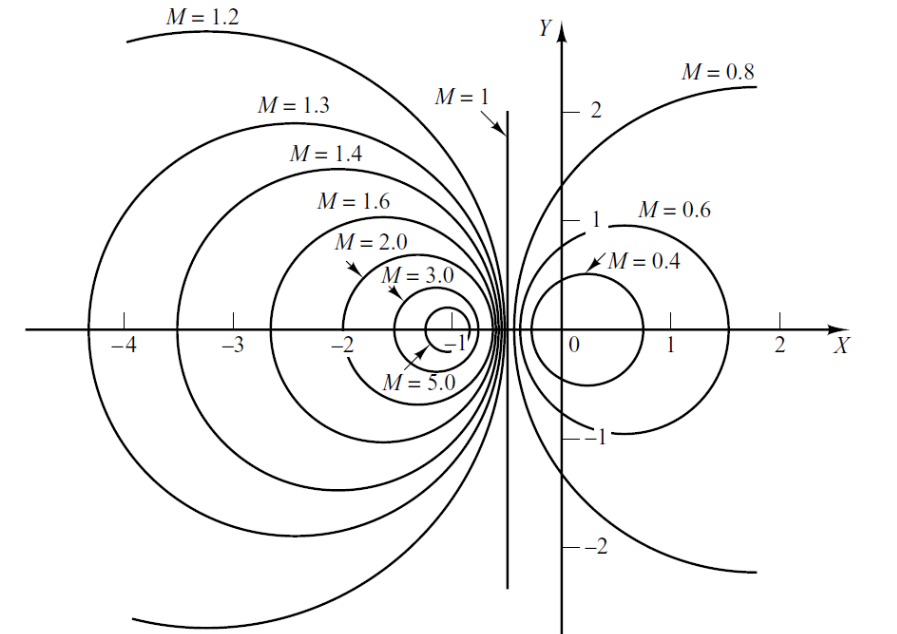 M = 1.2
Y
M = 0.8
M = 1
M = 1.3
2
M = 1.4
M = 1.6
1
M = 0.6
M = 2.0
M = 0.4
M = 3.0
–4
–3
–2
–1
0
1
2
X
M = 5.0
–1
–2